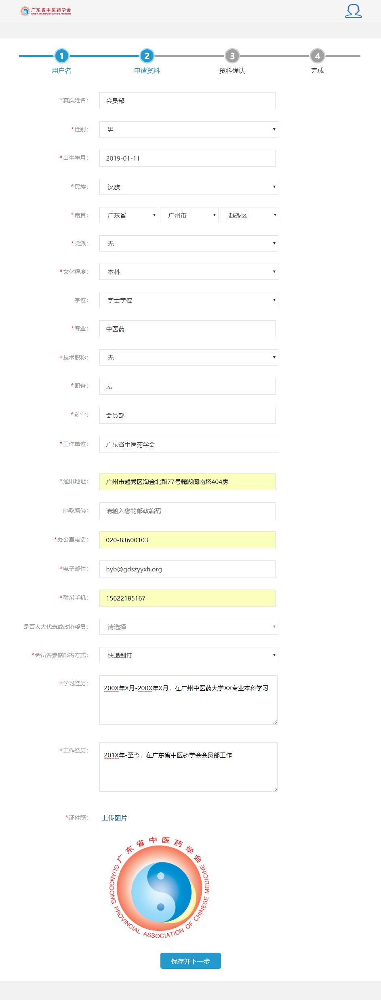 广东省中医药学会
1 2 3 4
用户名 申请资料 资料确认 完成
*真实姓名: 会员部
*性别: 男
*出生年月: 2019-01-11
*民族: 汉族
*籍贯: 广东省 广州市 越秀区
*党派: 无
*文化程度: 本科
学位: 学士学位
*专业: 中医药
*技术职称: 无
*职务: 无
*科室: 会员部
*工作单位: 广东省中医药学会
*通讯地址: 广州市越秀区淘金北路77号麓湖阁南塔404房
邮政编码: 请输入您的邮政编码
*办公室电话: 020-83600103
*电子邮件: hyb@gdszyyxh.org
*联系手机: 15622185167
是否人大代表或政协委员: 请选择
*会员费票据邮寄方式: 快递到付
*学习经历: 200X年X月-200X年X月，在广州中医药大学XX专业本科学习
*工作经历: 201X年-至今，在广东省中医药学会会员部工作
*证件照: 上传图片
广东省中医药学会
GUANGDONG PROVINCIAL ASSOCIATION OF CHINESE MEDICINE
保存并下一步